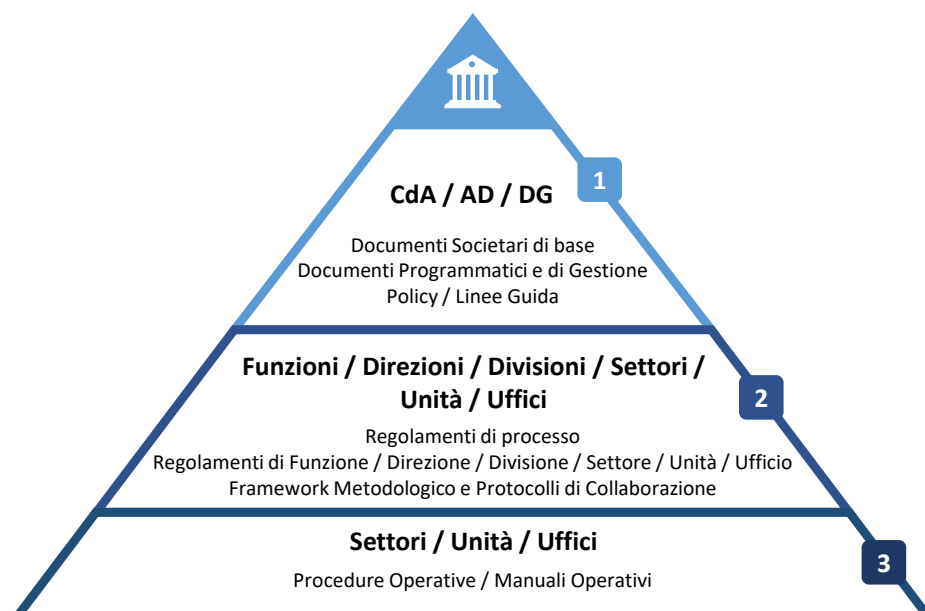 CdA / AD / DG
1
Documenti Societari di base
Documenti Programmatici e di Gestione
Policy / Linee Guida
Funzioni / Direzioni / Divisioni / Settori /
Unità / Uffici
2
Regolamenti di processo
Regolamenti di Funzione / Direzione / Divisione / Settore / Unità / Ufficio
Framework Metodologico e Protocolli di Collaborazione
Settori / Unità / Uffici
3
Procedure Operative / Manuali Operativi